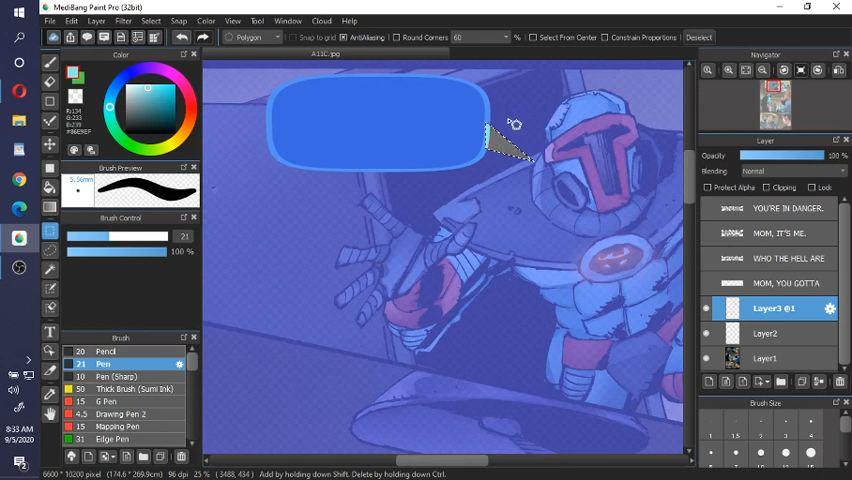 MediBang Paint Pro (32bit)
File Edit Layer Filter Select Snap Color View Tool Window Cloud Help
Polygon Snap to grid AntiAliasing Round Corners 60 Select From Center Constrain Proportions Deselect
Color
A11C.jpg
Navigator
R:134
G:233
B:239
#86E9EF
Brush Preview
5.56mm
Brush Control
21
100 %
Layer
Opacity 100 %
Blending Normal
Protect Alpha Clipping Lock
YOU'RE IN DANGER.
MOM, IT'S ME.
WHO THE HELL ARE
MOM, YOU GOTTA
Layer3 @1
Layer2
Layer1
Brush
20 Pencil
21 Pen
10 Pen (Sharp)
50 Thick Brush (Sumi Ink)
15 G Pen
4.5 Drawing Pen 2
15 Mapping Pen
31 Edge Pen
Brush Size
1 1.5 2 3 4
5 7 10 12 15
8:33 AM
9/5/2020
2
6600 * 10200 pixel (174.6 * 269.9cm) 96 dpi 25 % (3488, 434) Add by holding down Shift. Delete by holding down Ctrl.